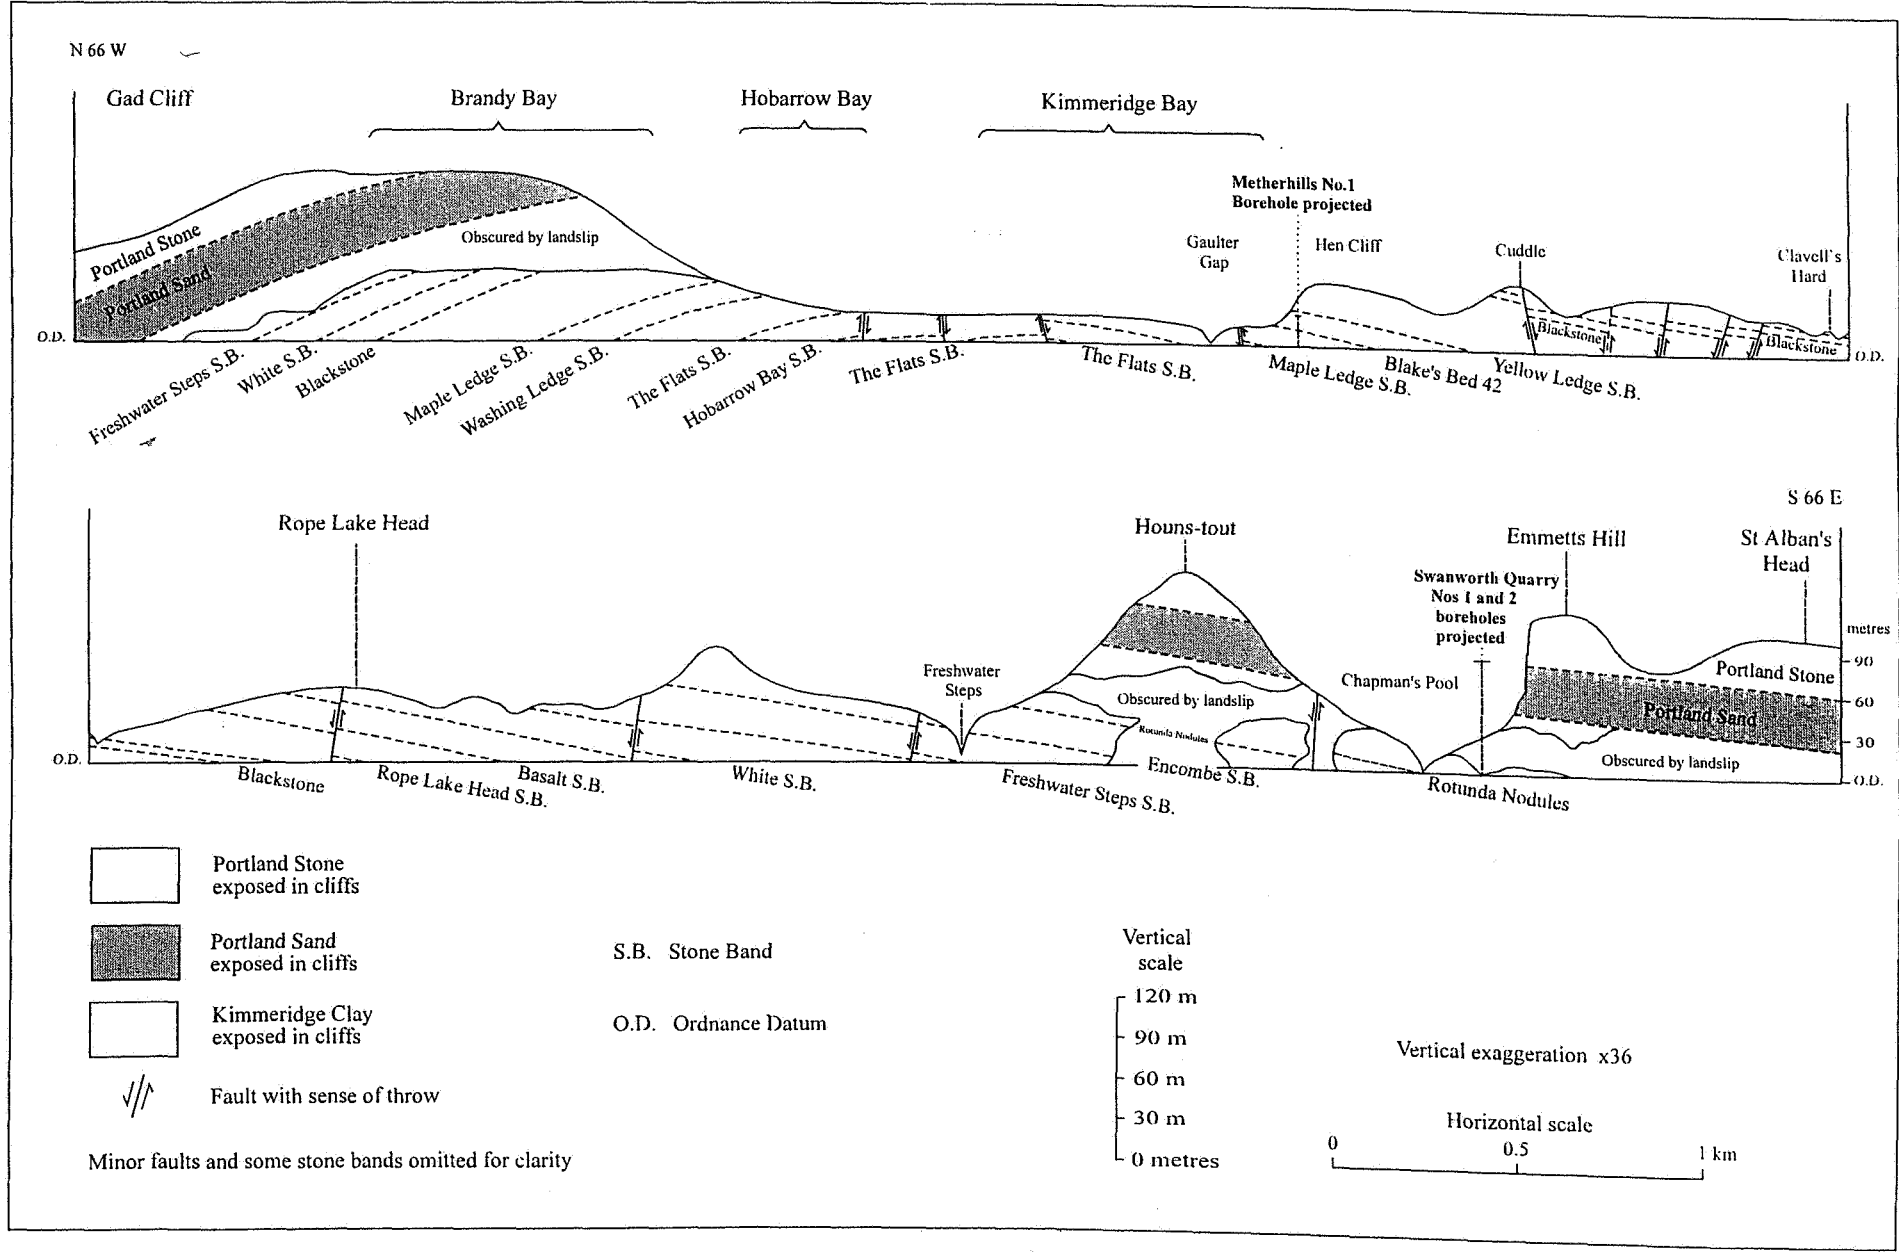 N 66 W
Gad Cliff
Brandy Bay
Hobarrow Bay
Kimmeridge Bay
Metherhills No.1
Borehole projected
Gaulter
Gap
Hen Cliff
Cuddle
Clavell's
Hard
Portland Stone
Portland Sand
Obscured by landslip
Blackstone
Blackstone
O.D.
O.D.
Freshwater Steps S.B.
White S.B.
Blackstone
Maple Ledge S.B.
Washing Ledge S.B.
The Flats S.B.
Hobarrow Bay S.B.
The Flats S.B.
The Flats S.B.
Maple Ledge S.B.
Blake's Bed 42
Yellow Ledge S.B.
S 66 E
Rope Lake Head
Houns-tout
Emmetts Hill
St Alban's
Head
Swanworth Quarry
Nos 1 and 2
boreholes
projected
metres
90
60
30
O.D.
Freshwater
Steps
Chapman's Pool
Portland Stone
Portland Sand
Obscured by landslip
Obscured by landslip
Rotunda Nodules
O.D.
Blackstone
Rope Lake Head S.B.
Basalt S.B.
White S.B.
Freshwater Steps S.B.
Encombe S.B.
Rotunda Nodules
Portland Stone
exposed in cliffs
Portland Sand
exposed in cliffs
Kimmeridge Clay
exposed in cliffs
Fault with sense of throw
Minor faults and some stone bands omitted for clarity
S.B. Stone Band
O.D. Ordnance Datum
Vertical
scale
120 m
90 m
60 m
30 m
0 metres
Vertical exaggeration x36
Horizontal scale
0
0.5
1 km